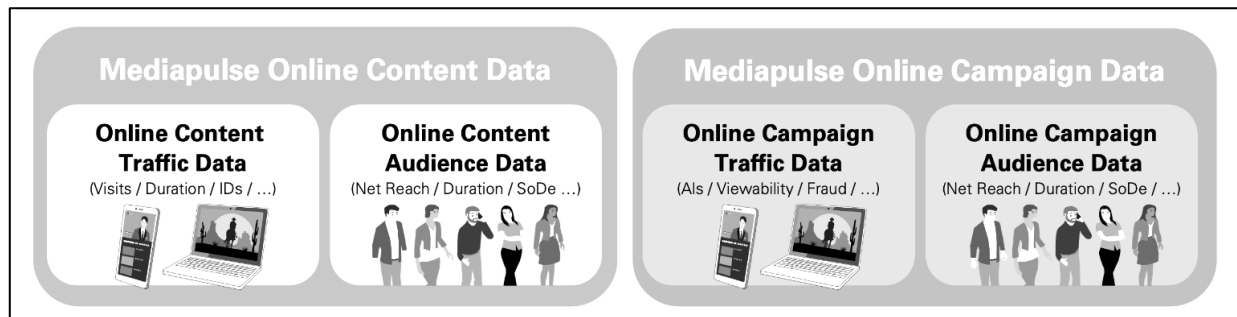 Mediapulse Online Content Data
Online Content
Traffic Data
(Visits / Duration / IDs / …)
Online Content
Audience Data
(Net Reach / Duration / SoDe …)
Mediapulse Online Campaign Data
Online Campaign
Traffic Data
(AIs / Viewability / Fraud / …)
Online Campaign
Audience Data
(Net Reach / Duration / SoDe / …)